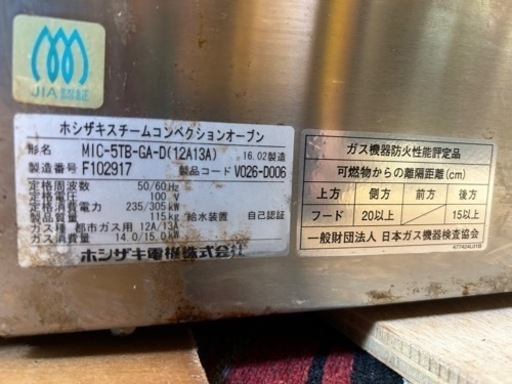 JIA認証
ホシザキスチームコンベクションオーブン
形名 MIC-5TB-GA-D(12A13A) 16.02製造
製造番号 F102917 製品コード V026-D006
定格周波数 50/60Hz
定格電圧 100 V
定格消費電力 235/305 kW
製品質量 115kg 給水装置 自己認証
ガス種 都市ガス用 12A/13A
ガス消費量 14.0/15.0kW
ホシザキ電機株式会社
ガス機器防火性能評定品
可燃物からの離隔距離(cm)
上方 側方 前方 後方
フード 20以上 15以上
一般財団法人 日本ガス機器検査協会
477424L01B